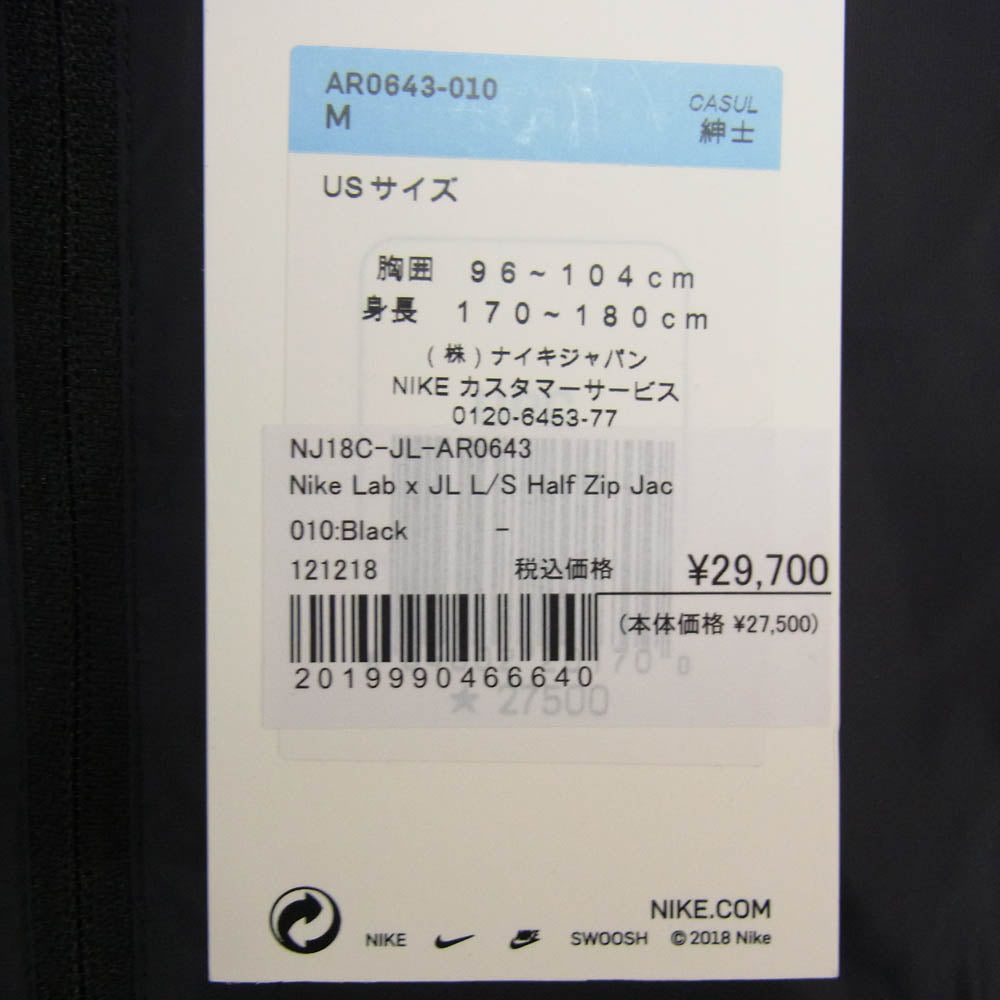 AR0643-010
M
CASUL
紳士
USサイズ
胸囲 96~104cm
身長 170~180cm
(株)ナイキジャパン
NIKE カスタマーサービス
0120-6453-77
NJ18C-JL-AR0643
Nike Lab x JL L/S Half Zip Jac
010:Black -
121218 税込価格 ¥29,700
(本体価格 ¥27,500)
2019990466640
70 0
★ 27500
NIKE.COM
NIKE SWOOSH ©2018 Nike